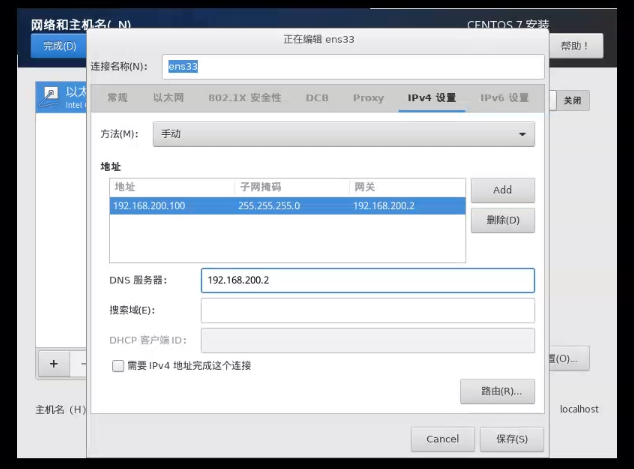 网络和主机名(_N)
CENTOS 7 安装
完成(D)
帮助！
正在编辑 ens33
连接名称(N): ens33
以太
Intel
关闭
常规 以太网 802.1X 安全性 DCB Proxy IPv4 设置 IPv6 设置
方法(M): 手动
地址
地址 子网掩码 网关
192.168.200.100 255.255.255.0 192.168.200.2
Add
删除(D)
DNS 服务器: 192.168.200.2
搜索域(E):
DHCP 客户端 ID:
需要 IPv4 地址完成这个连接
+ −
置(O)...
路由(R)...
主机名（H）
localhost
Cancel 保存(S)